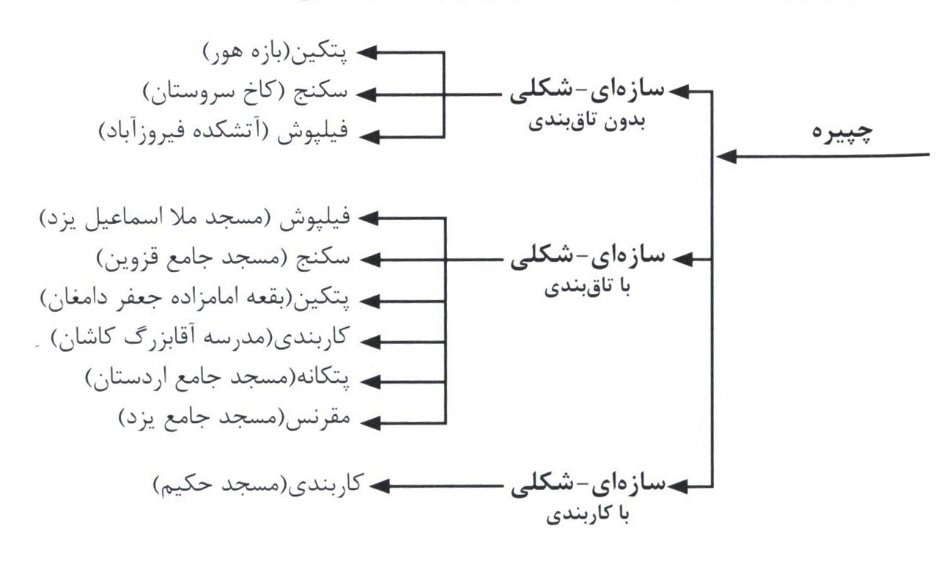 چپیره
سازه‌ای-شکلی
بدون تاق‌بندی
پتکین(بازه هور)
سکنج (کاخ سروستان)
فیلپوش (آتشکده فیروزآباد)
سازه‌ای-شکلی
با تاق‌بندی
فیلپوش (مسجد ملا اسماعیل یزد)
سکنج (مسجد جامع قزوین)
پتکین(بقعه امامزاده جعفر دامغان)
کاربندی(مدرسه آقابزرگ کاشان)
پتکانه(مسجد جامع اردستان)
مقرنس(مسجد جامع یزد)
سازه‌ای-شکلی
با کاربندی
کاربندی(مسجد حکیم)